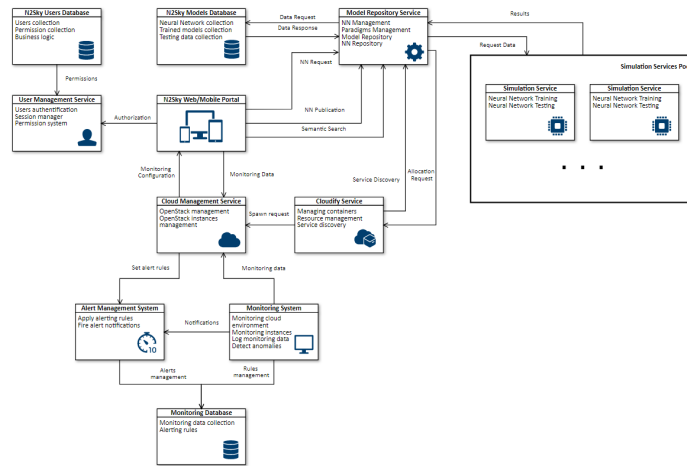 N2Sky Users Database
Users collection
Permission collection
Business logic
N2Sky Models Database
Neural Network collection
Trained models collection
Testing data collection
Data Request
Data Response
Model Repository Service
NN Management
Paradigms Management
Model Repository
NN Repository
Results
Request Data
NN Request
Simulation Services Poo
Permissions
Simulation Service
Neural Network Training
Neural Network Testing
Simulation Service
Neural Network Training
Neural Network Testing
. . .
User Management Service
Users authentification
Session manager
Permission system
Authorization
N2Sky Web/Mobile Portal
NN Publication
Semantic Search
Monitoring
Configuration
Monitoring Data
Service Discovery
Allocation
Request
Cloud Management Service
OpenStack management
OpenStack instances
management
Spawn request
Cloudify Service
Managing containers
Resource management
Service discovery
Set alert rules
Monitoring data
Alert Management System
Apply alerting rules
Fire alert notifications
10
Notifications
Monitoring System
Monitoring cloud
environment
Monitoring instances
Log monitoring data
Detect anomalies
Alerts
management
Rules
management
Monitoring Database
Monitoring data collection
Alerting rules